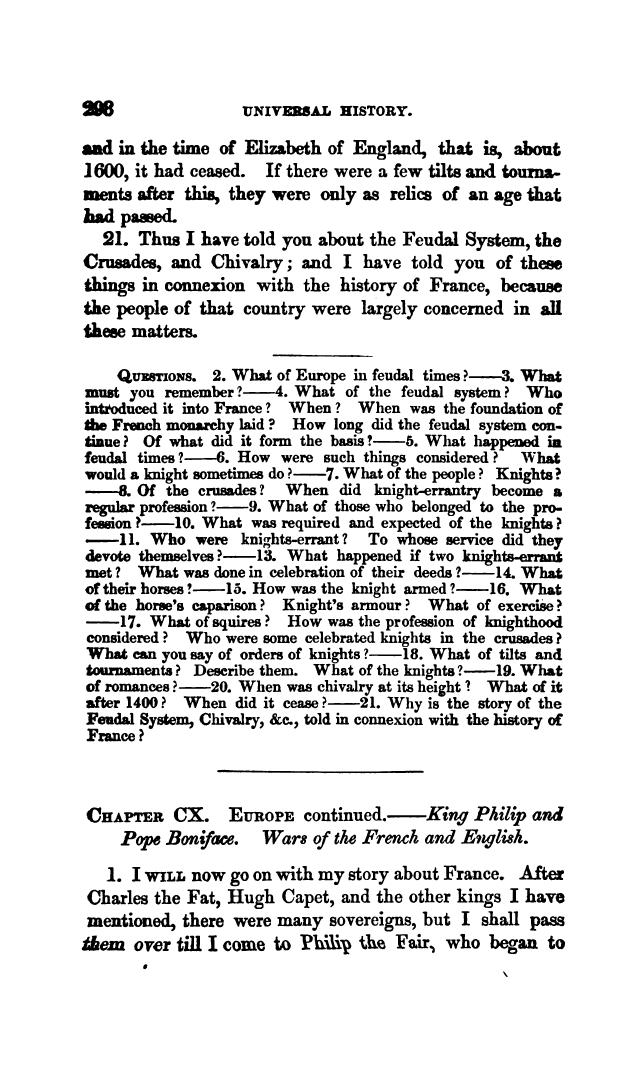 298 UNIVERSAL HISTORY.
and in the time of Elizabeth of England, that is, about
1600, it had ceased. If there were a few tilts and tourna-
ments after this, they were only as relics of an age that
had passed.
21. Thus I have told you about the Feudal System, the
Crusades, and Chivalry; and I have told you of these
things in connexion with the history of France, because
the people of that country were largely concerned in all
these matters.
QUESTIONS. 2. What of Europe in feudal times?——3. What
must you remember?——4. What of the feudal system? Who
introduced it into France? When? When was the foundation of
the French monarchy laid? How long did the feudal system con-
tinue? Of what did it form the basis?——5. What happened in
feudal times?——6. How were such things considered? What
would a knight sometimes do?——7. What of the people? Knights?
——8. Of the crusades? When did knight-errantry become a
regular profession?——9. What of those who belonged to the pro-
fession?——10. What was required and expected of the knights?
——11. Who were knights-errant? To whose service did they
devote themselves?——13. What happened if two knights-errant
met? What was done in celebration of their deeds?——14. What
of their horses?——15. How was the knight armed?——16. What
of the horse's caparison? Knight's armour? What of exercise?
——17. What of squires? How was the profession of knighthood
considered? Who were some celebrated knights in the crusades?
What can you say of orders of knights?——18. What of tilts and
tournaments? Describe them. What of the knights?——19. What
of romances?——20. When was chivalry at its height? What of it
after 1400? When did it cease?——21. Why is the story of the
Feudal System, Chivalry, &c., told in connexion with the history of
France?
CHAPTER CX. EUROPE continued.——King Philip and
Pope Boniface. Wars of the French and English.
1. I WILL now go on with my story about France. After
Charles the Fat, Hugh Capet, and the other kings I have
mentioned, there were many sovereigns, but I shall pass
them over till I come to Philip the Fair, who began to